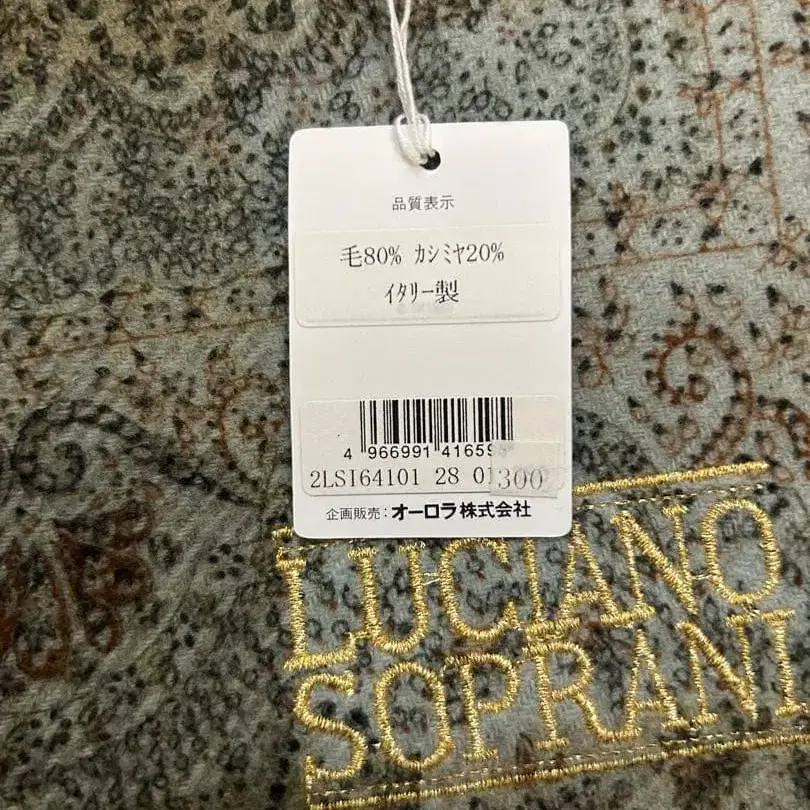 品質表示
毛80% カシミヤ20%
イタリー製
4 966991 41659
2LSI64101 28 01300
企画販売：オーロラ株式会社
LUCIANO
SOPRANI